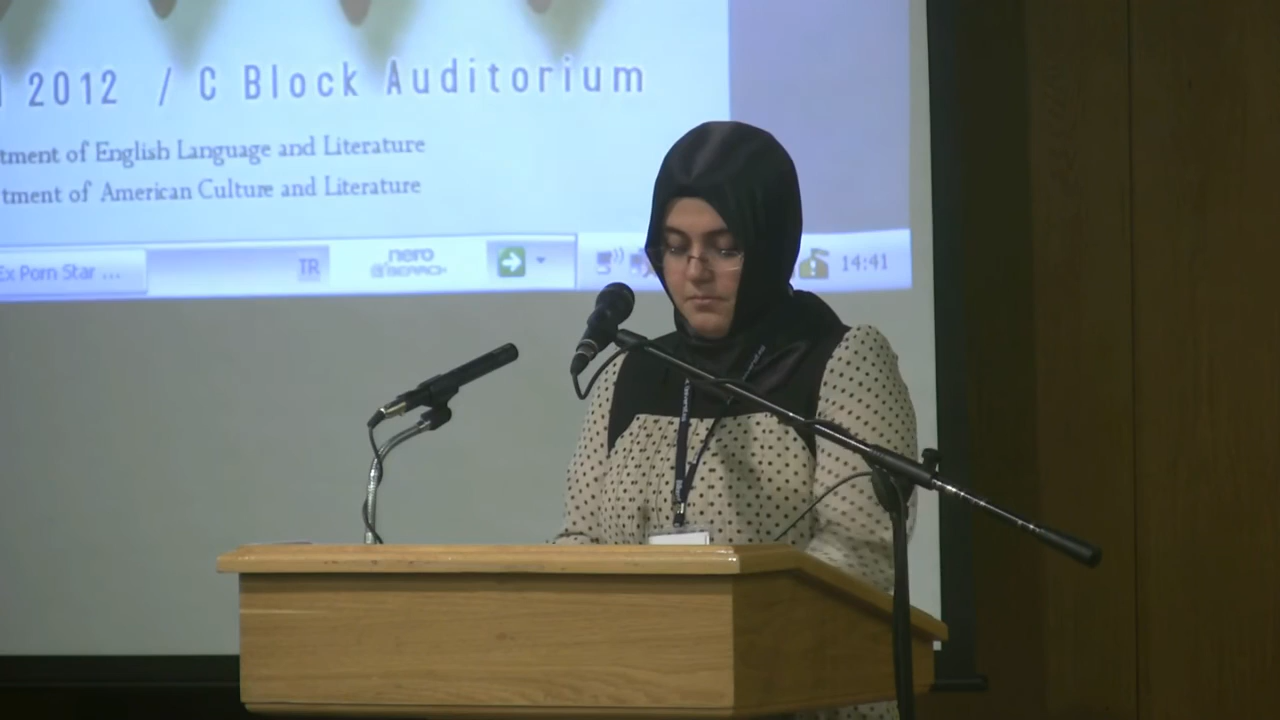 2012 / C Block Auditorium
tment of English Language and Literature
tment of American Culture and Literature
Ex Porn Star ...
TR
nero
SEARCH
14:41